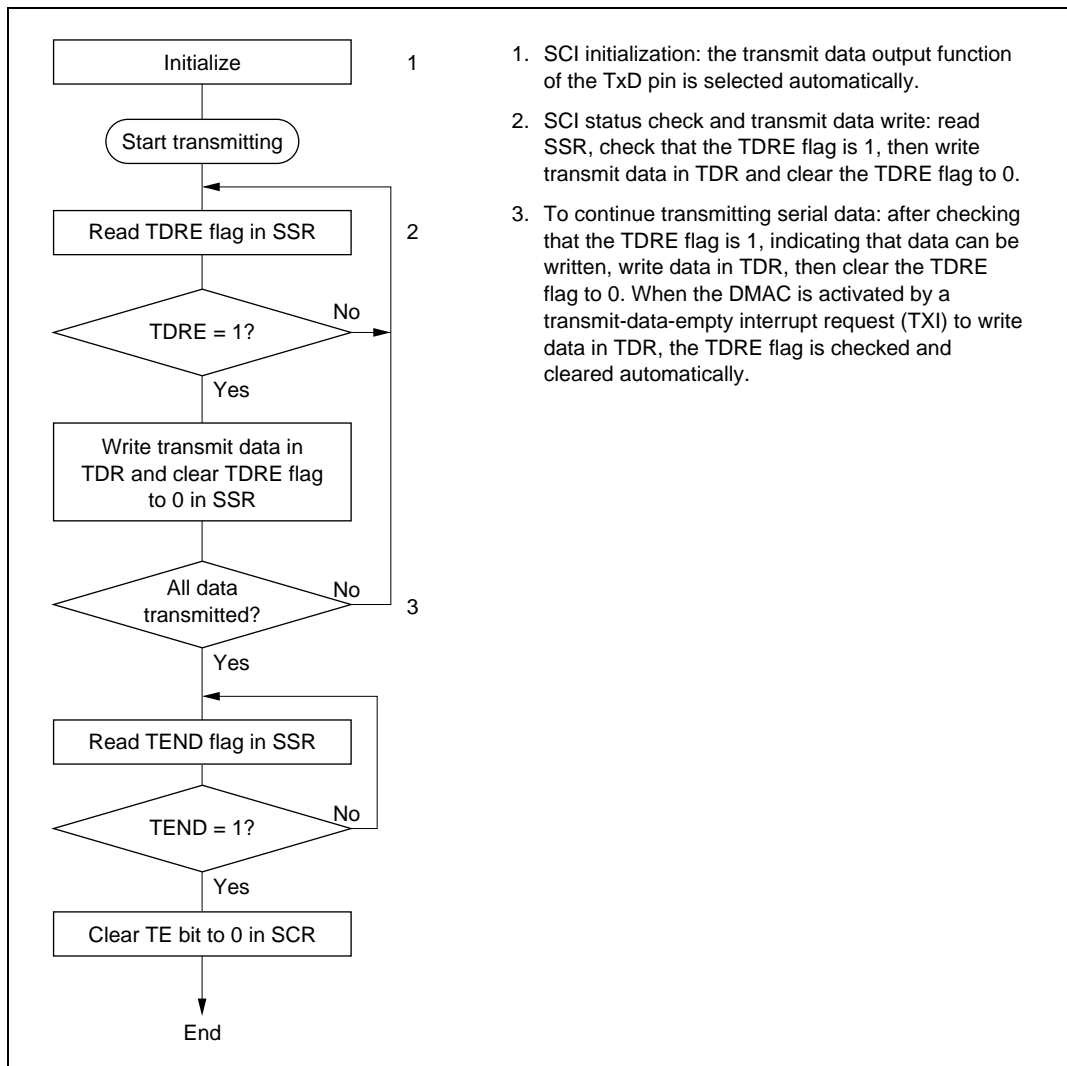 Initialize
1
Start transmitting
Read TDRE flag in SSR
2
TDRE = 1?
No
Yes
Write transmit data in
TDR and clear TDRE flag
to 0 in SSR
All data
transmitted?
No
3
Yes
Read TEND flag in SSR
TEND = 1?
No
Yes
Clear TE bit to 0 in SCR
End
1. SCI initialization: the transmit data output function
of the TxD pin is selected automatically.
2. SCI status check and transmit data write: read
SSR, check that the TDRE flag is 1, then write
transmit data in TDR and clear the TDRE flag to 0.
3. To continue transmitting serial data: after checking
that the TDRE flag is 1, indicating that data can be
written, write data in TDR, then clear the TDRE
flag to 0. When the DMAC is activated by a
transmit-data-empty interrupt request (TXI) to write
data in TDR, the TDRE flag is checked and
cleared automatically.